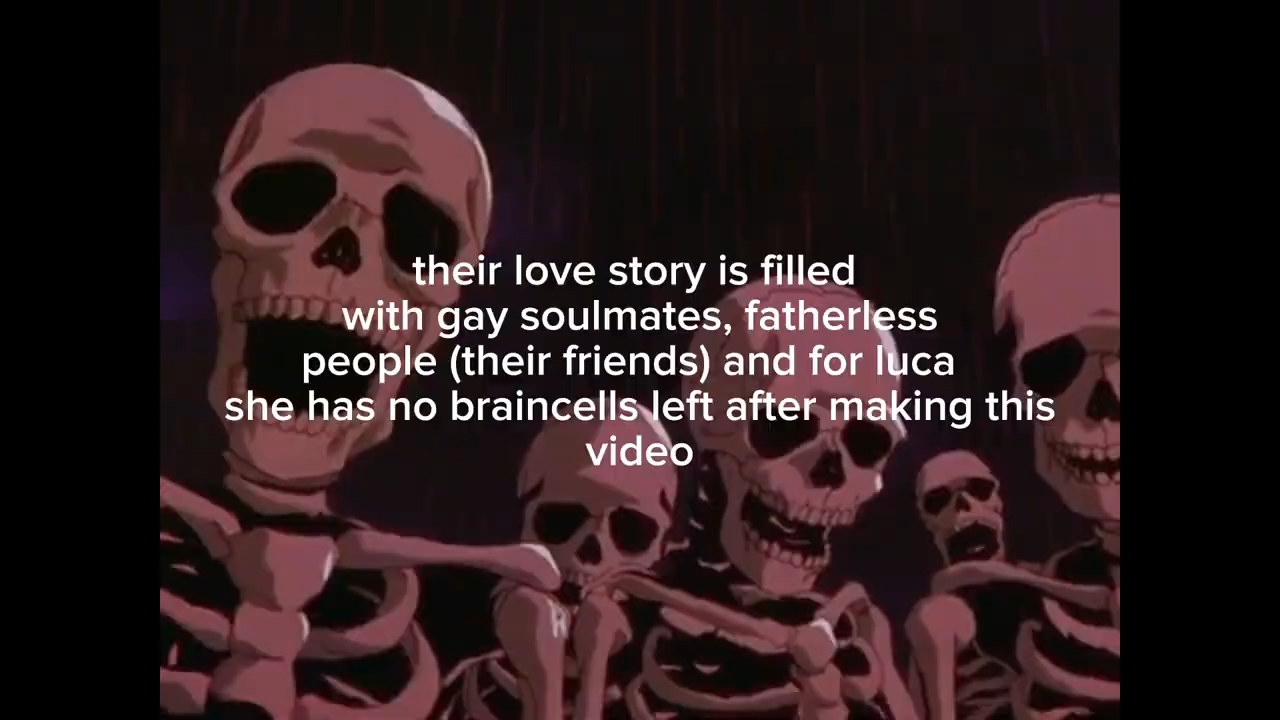 their love story is filled
with gay soulmates, fatherless
people (their friends) and for luca
she has no braincells left after making this
video